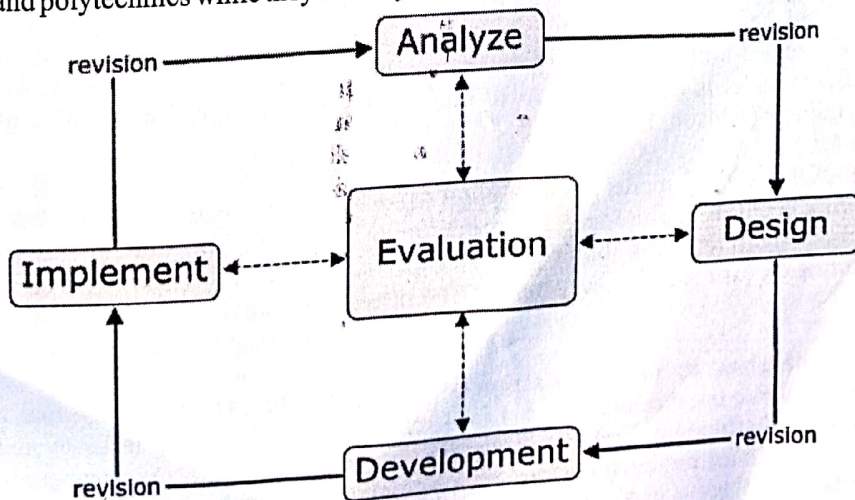 and polytechnics while they
Analyze
revision
revision
Evaluation
Design
Implement
revision
Development
revision